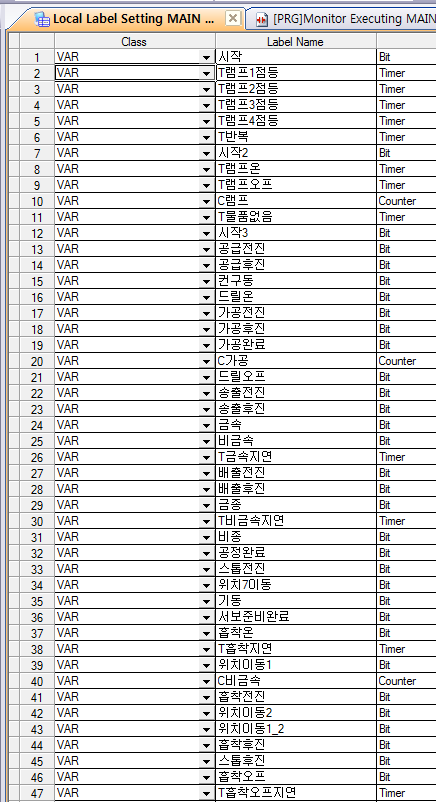 Local Label Setting MAIN ... [PRG]Monitor Executing MAIN
Class Label Name
1 VAR 시작 Bit
2 VAR T램프1점등 Timer
3 VAR T램프2점등 Timer
4 VAR T램프3점등 Timer
5 VAR T램프4점등 Timer
6 VAR T반복 Timer
7 VAR 시작2 Bit
8 VAR T램프온 Timer
9 VAR T램프오프 Timer
10 VAR C램프 Counter
11 VAR T물품없음 Timer
12 VAR 시작3 Bit
13 VAR 공급전진 Bit
14 VAR 공급후진 Bit
15 VAR 컨구동 Bit
16 VAR 드릴온 Bit
17 VAR 가공전진 Bit
18 VAR 가공후진 Bit
19 VAR 가공완료 Bit
20 VAR C가공 Counter
21 VAR 드릴오프 Bit
22 VAR 송출전진 Bit
23 VAR 송출후진 Bit
24 VAR 금속 Bit
25 VAR 비금속 Bit
26 VAR T금속지연 Timer
27 VAR 배출전진 Bit
28 VAR 배출후진 Bit
29 VAR 금종 Bit
30 VAR T비금속지연 Timer
31 VAR 비종 Bit
32 VAR 공정완료 Bit
33 VAR 스톱전진 Bit
34 VAR 위치7이동 Bit
35 VAR 기동 Bit
36 VAR 서보준비완료 Bit
37 VAR 흡착온 Bit
38 VAR T흡착지연 Timer
39 VAR 위치이동1 Bit
40 VAR C비금속 Counter
41 VAR 흡착전진 Bit
42 VAR 위치이동2 Bit
43 VAR 위치이동1_2 Bit
44 VAR 흡착후진 Bit
45 VAR 스톱후진 Bit
46 VAR 흡착오프 Bit
47 VAR T흡착오프지연 Timer